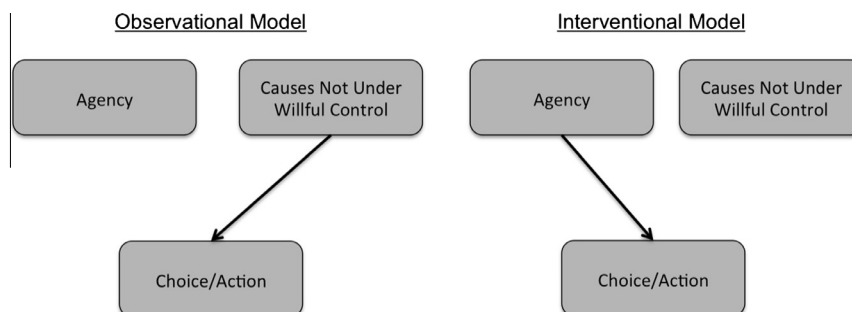 Observational Model
Interventional Model
Agency
Causes Not Under
Willful Control
Agency
Causes Not Under
Willful Control
Choice/Action
Choice/Action